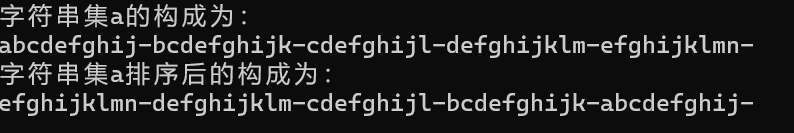 字符串集a的构成为:
abcdefghij-bcdefghijk-cdefghijl-defghijklm-efghijklmn-
字符串集a排序后的构成为:
efghijklmn-defghijklm-cdefghijl-bcdefghijk-abcdefghij-